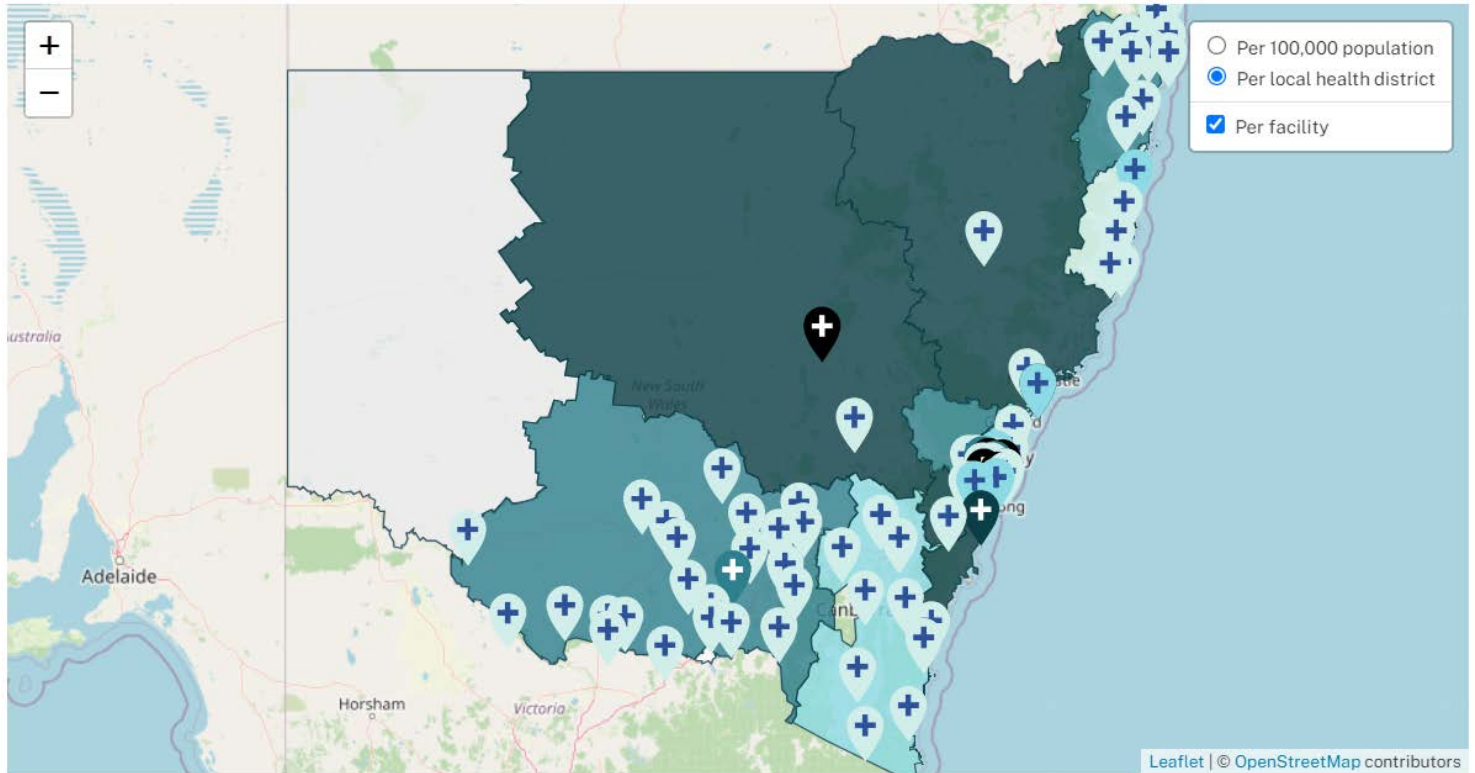 +
−
Per 100,000 population
Per local health district
Per facility
New South
Wales
Adelaide
Horsham
Victoria
Leaflet | © OpenStreetMap contributors